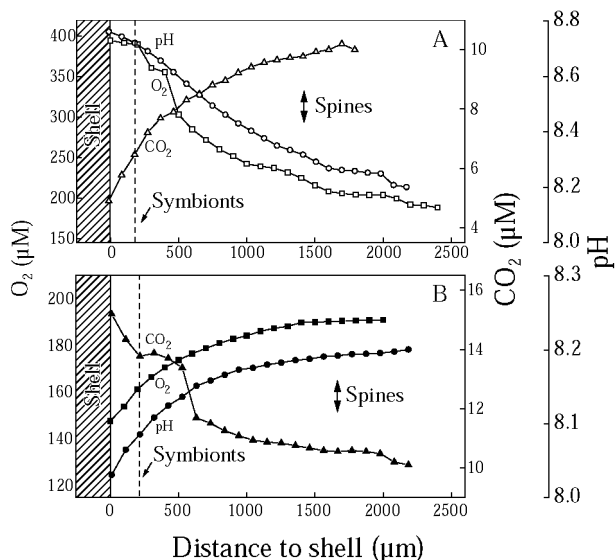 A
400
350
300
250
200
150
O₂ (μM)
Shell
pH
O₂
CO₂
Spines
Symbionts
10
8
6
4
CO₂ (μM)
8.8
8.6
8.4
8.2
8.0
pH
0
500
1000
1500
2000
2500
B
200
180
160
140
120
Shell
CO₂
O₂
pH
Spines
Symbionts
16
14
12
10
8.3
8.2
8.1
8.0
0
500
1000
1500
2000
2500
Distance to shell (μm)